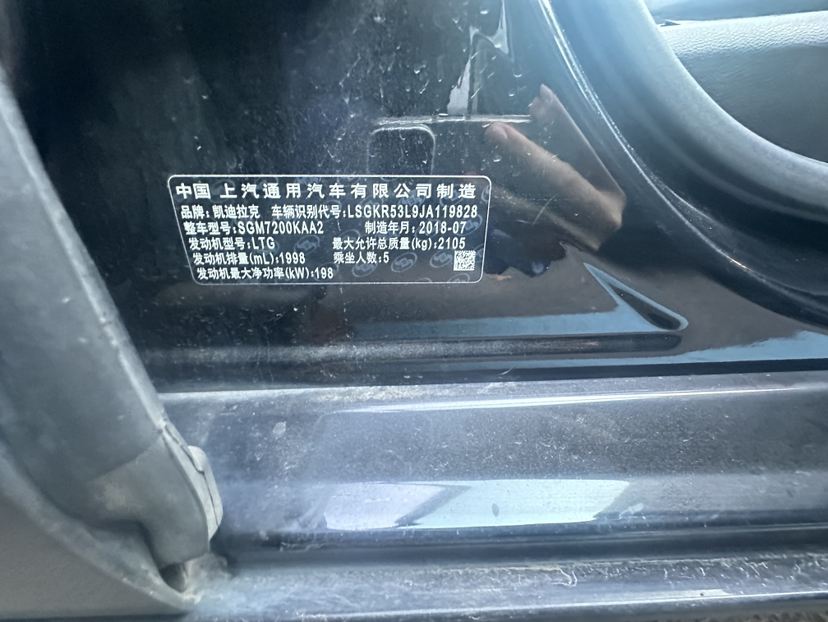 中国 上汽通用汽车有限公司制造
品牌:凯迪拉克 车辆识别代号:LSGKR53L9JA119828
整车型号:SGM7200KAA2 制造年月:2018-07
发动机型号:LTG 最大允许总质量(kg):2105
发动机排量(mL):1998 乘坐人数:5
发动机最大净功率(kW):198